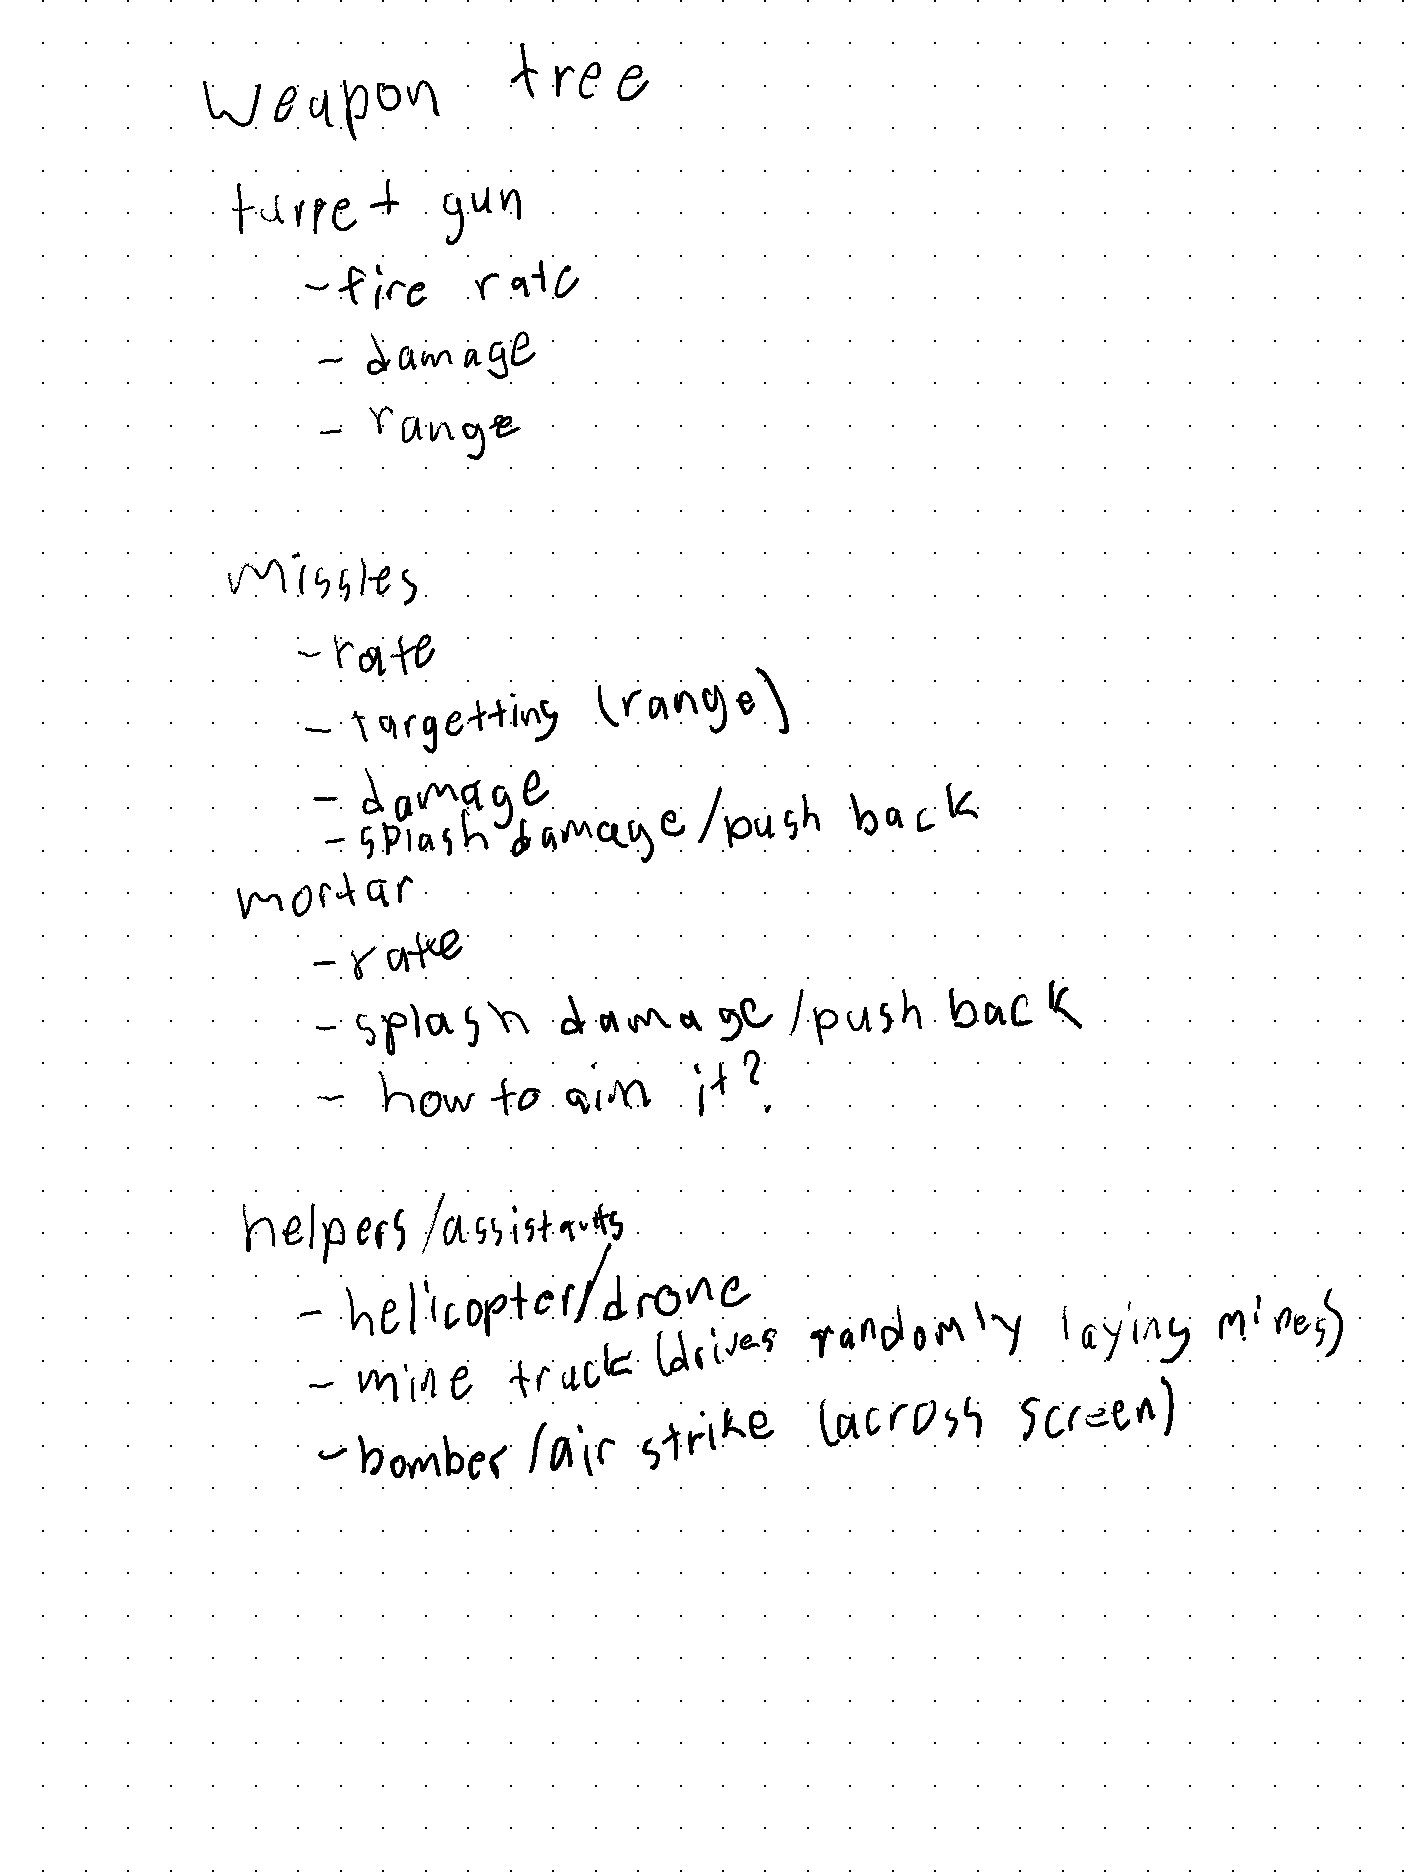 weapon tree
turret gun
- fire rate
- damage
- range
missles
- rate
- targetting (range)
- damage
- splash damage/push back
mortar
- rate
- splash damage/push back
- how to aim it?
helpers/assistants
- helicopter/drone
- mine truck (drives randomly laying mines)
- bomber/air strike (across screen)